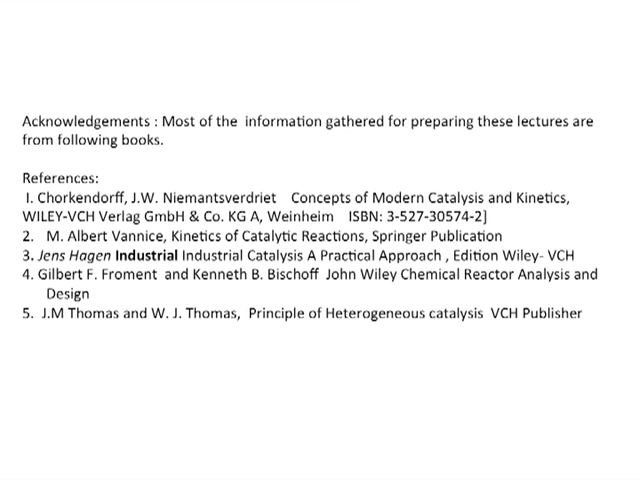 Acknowledgements : Most of the information gathered for preparing these lectures are
from following books.
References:
I. Chorkendorff, J.W. Niemantsverdriet Concepts of Modern Catalysis and Kinetics,
WILEY-VCH Verlag GmbH & Co. KG A, Weinheim ISBN: 3-527-30574-2]
2. M. Albert Vannice, Kinetics of Catalytic Reactions, Springer Publication
3. Jens Hagen Industrial Industrial Catalysis A Practical Approach , Edition Wiley- VCH
4. Gilbert F. Froment and Kenneth B. Bischoff John Wiley Chemical Reactor Analysis and
Design
5. J.M Thomas and W. J. Thomas, Principle of Heterogeneous catalysis VCH Publisher